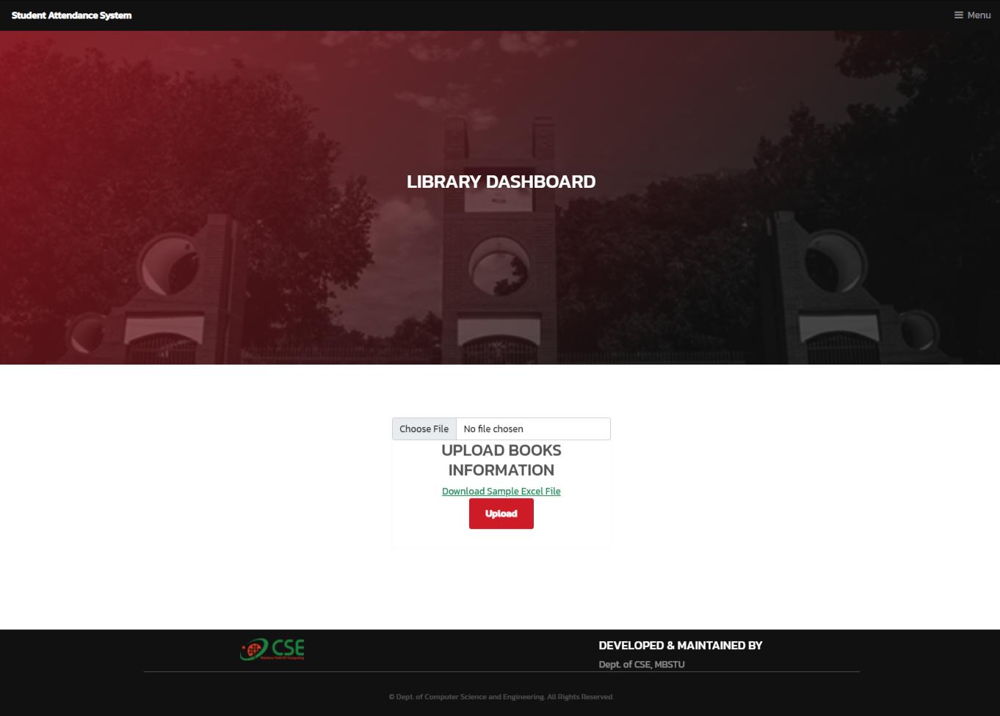 Student Attendance System
Menu
LIBRARY DASHBOARD
Choose File
No file chosen
UPLOAD BOOKS
INFORMATION
Download Sample Excel File
Upload
CSE
DEVELOPED & MAINTAINED BY
Dept. of CSE, MBSTU
© Dept. of Computer Science and Engineering. All Rights Reserved.